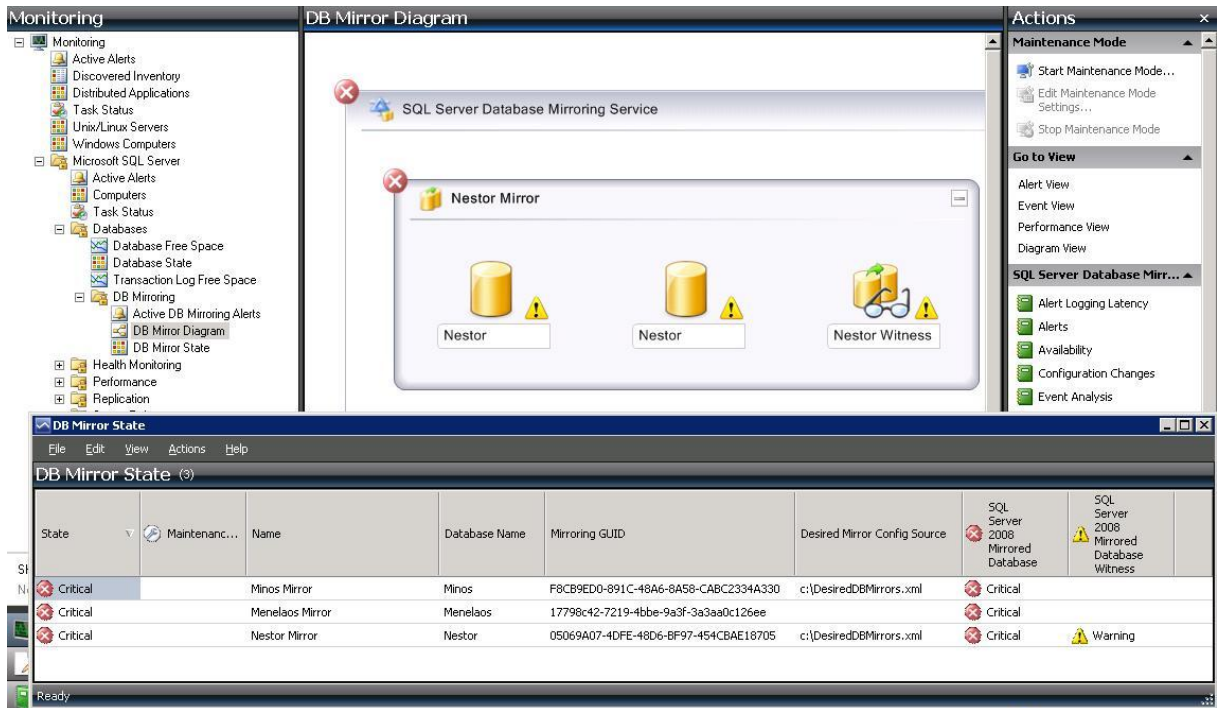 Monitoring
Monitoring
Active Alerts
Discovered Inventory
Distributed Applications
Task Status
Unix/Linux Servers
Windows Computers
Microsoft SQL Server
Active Alerts
Computers
Task Status
Databases
Database Free Space
Database State
Transaction Log Free Space
DB Mirroring
Active DB Mirroring Alerts
DB Mirror Diagram
DB Mirror State
Health Monitoring
Performance
Replication
DB Mirror Diagram
SQL Server Database Mirroring Service
Nestor Mirror
Nestor
Nestor
Nestor Witness
Actions
Maintenance Mode
Start Maintenance Mode...
Edit Maintenance Mode
Settings...
Stop Maintenance Mode
Go to View
Alert View
Event View
Performance View
Diagram View
SQL Server Database Mirr...
Alert Logging Latency
Alerts
Availability
Configuration Changes
Event Analysis
DB Mirror State
File Edit View Actions Help
DB Mirror State (3)
State Maintenanc... Name Database Name Mirroring GUID Desired Mirror Config Source
SQL
Server
2008
Mirrored
Database
SQL
Server
2008
Mirrored
Database
Witness
Critical Minos Mirror Minos F8CB9ED0-891C-48A6-8A58-CABC2334A330 c:\DesiredDBMirrors.xml Critical
Critical Menelaos Mirror Menelaos 17798c42-7219-4bbe-9a3f-3a3aa0c126ee Critical
Critical Nestor Mirror Nestor 05069A07-4DFE-48D6-BF97-454CBAE18705 c:\DesiredDBMirrors.xml Critical Warning
Ready